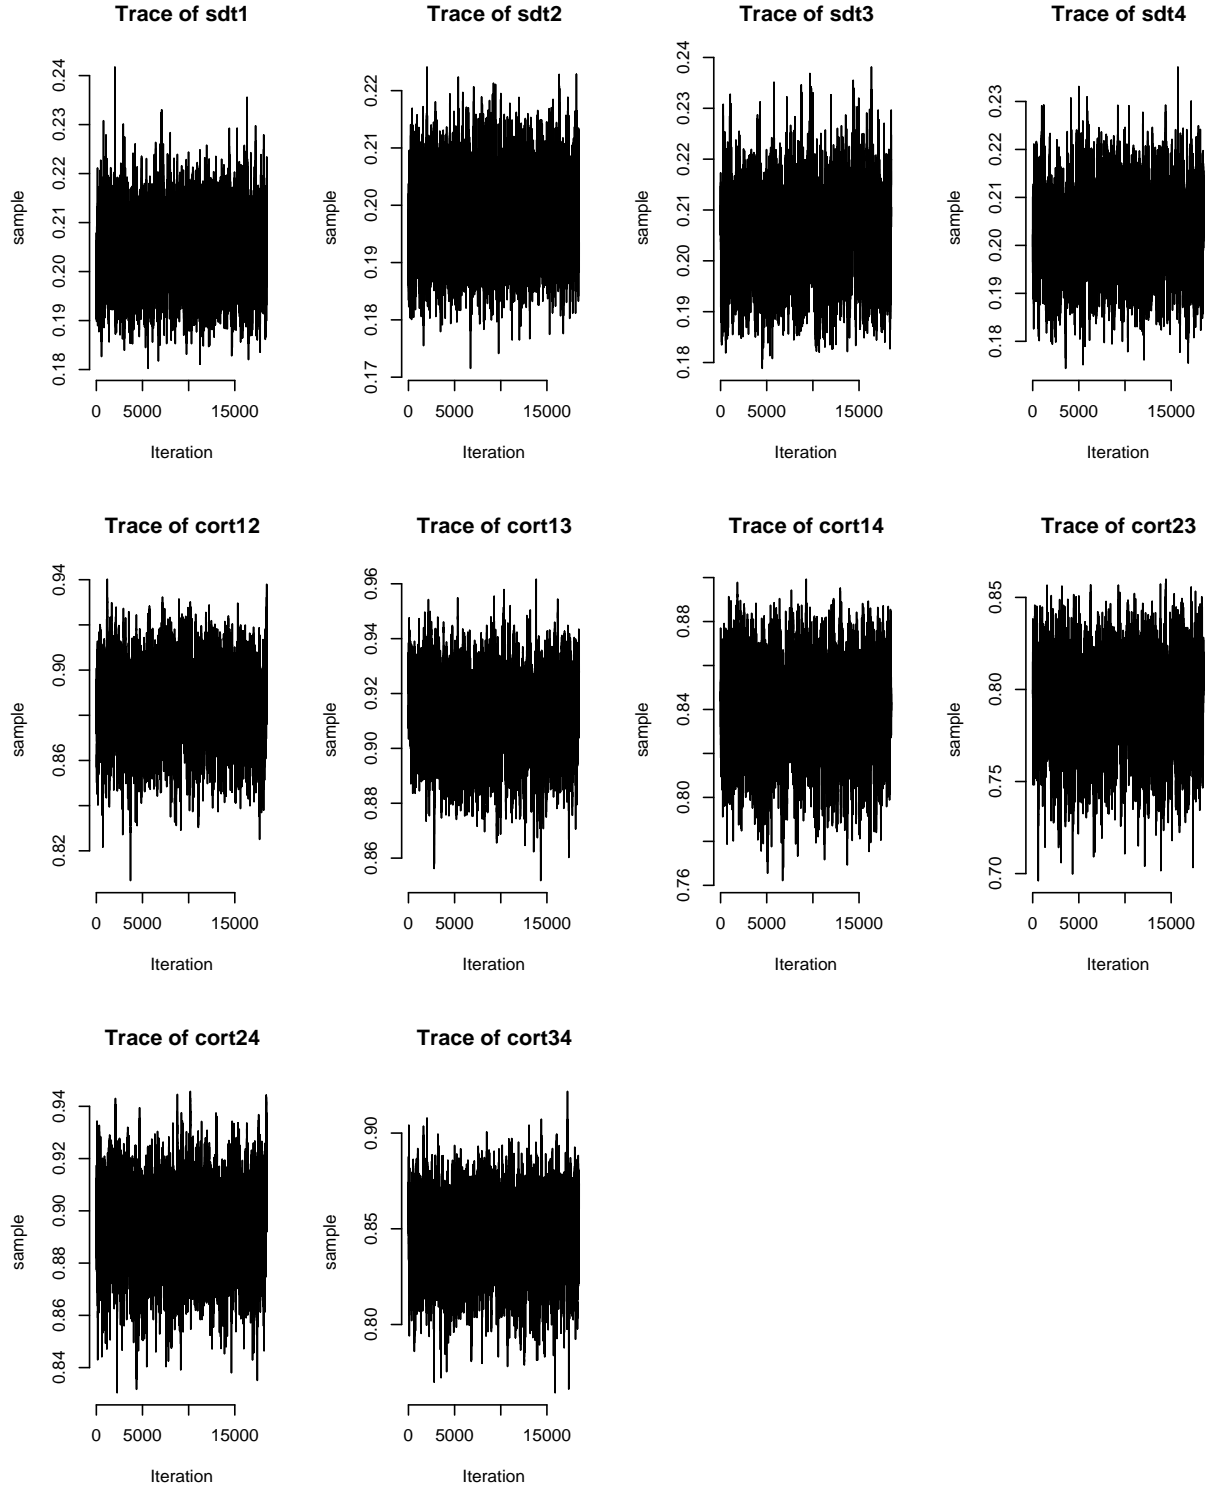 Trace of sdt1
sample
0.18 0.19 0.20 0.21 0.22 0.23 0.24
0 5000 15000
Iteration
Trace of sdt2
sample
0.17 0.18 0.19 0.20 0.21 0.22
0 5000 15000
Iteration
Trace of sdt3
sample
0.18 0.19 0.20 0.21 0.22 0.23 0.24
0 5000 15000
Iteration
Trace of sdt4
sample
0.18 0.19 0.20 0.21 0.22 0.23
0 5000 15000
Iteration
Trace of cort12
sample
0.82 0.86 0.90 0.94
0 5000 15000
Iteration
Trace of cort13
sample
0.86 0.88 0.90 0.92 0.94 0.96
0 5000 15000
Iteration
Trace of cort14
sample
0.76 0.80 0.84 0.88
0 5000 15000
Iteration
Trace of cort23
sample
0.70 0.75 0.80 0.85
0 5000 15000
Iteration
Trace of cort24
sample
0.84 0.86 0.88 0.90 0.92 0.94
0 5000 15000
Iteration
Trace of cort34
sample
0.80 0.85 0.90
0 5000 15000
Iteration